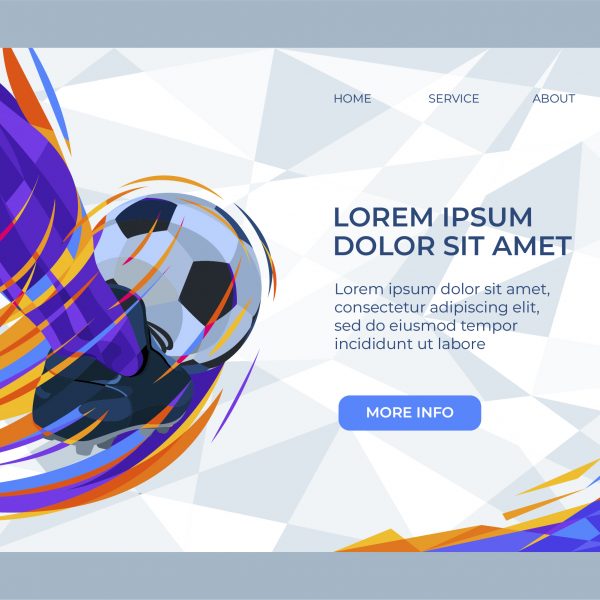 HOME SERVICE ABOUT
LOREM IPSUM
DOLOR SIT AMET
Lorem ipsum dolor sit amet,
consectetur adipiscing elit,
sed do eiusmod tempor
incididunt ut labore
MORE INFO